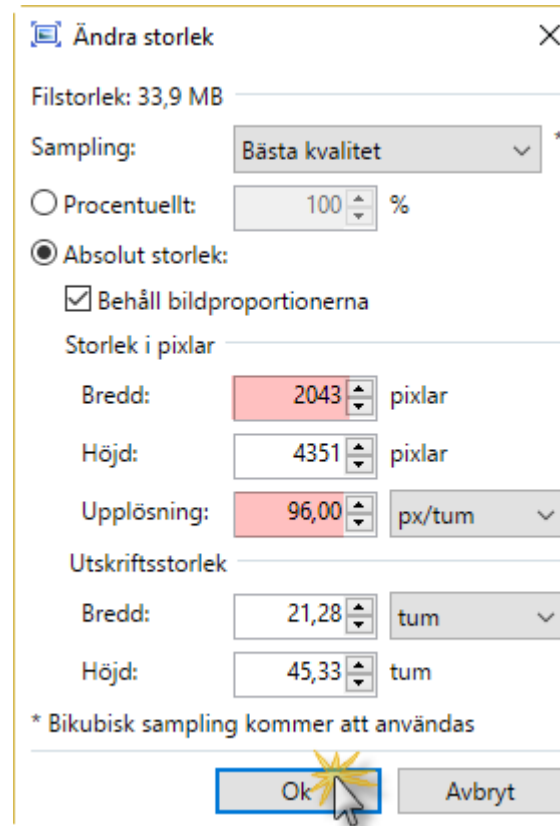 Ändra storlek
Filstorlek: 33,9 MB
Sampling: Bästa kvalitet *
Procentuellt: 100 %
Absolut storlek:
Behåll bildproportionerna
Storlek i pixlar
Bredd: 2043 pixlar
Höjd: 4351 pixlar
Upplösning: 96,00 px/tum
Utskriftsstorlek
Bredd: 21,28 tum
Höjd: 45,33 tum
* Bikubisk sampling kommer att användas
Ok Avbryt